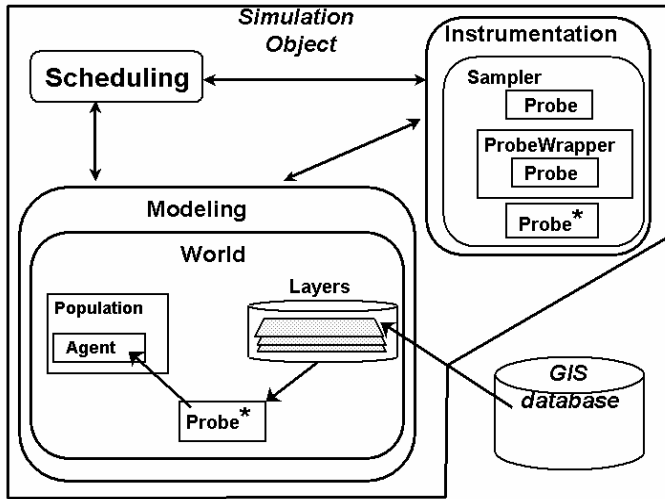 Simulation
Object
Instrumentation
Scheduling
Sampler
Probe
ProbeWrapper
Probe
Probe*
Modeling
World
Layers
Population
Agent
Probe*
GIS
database